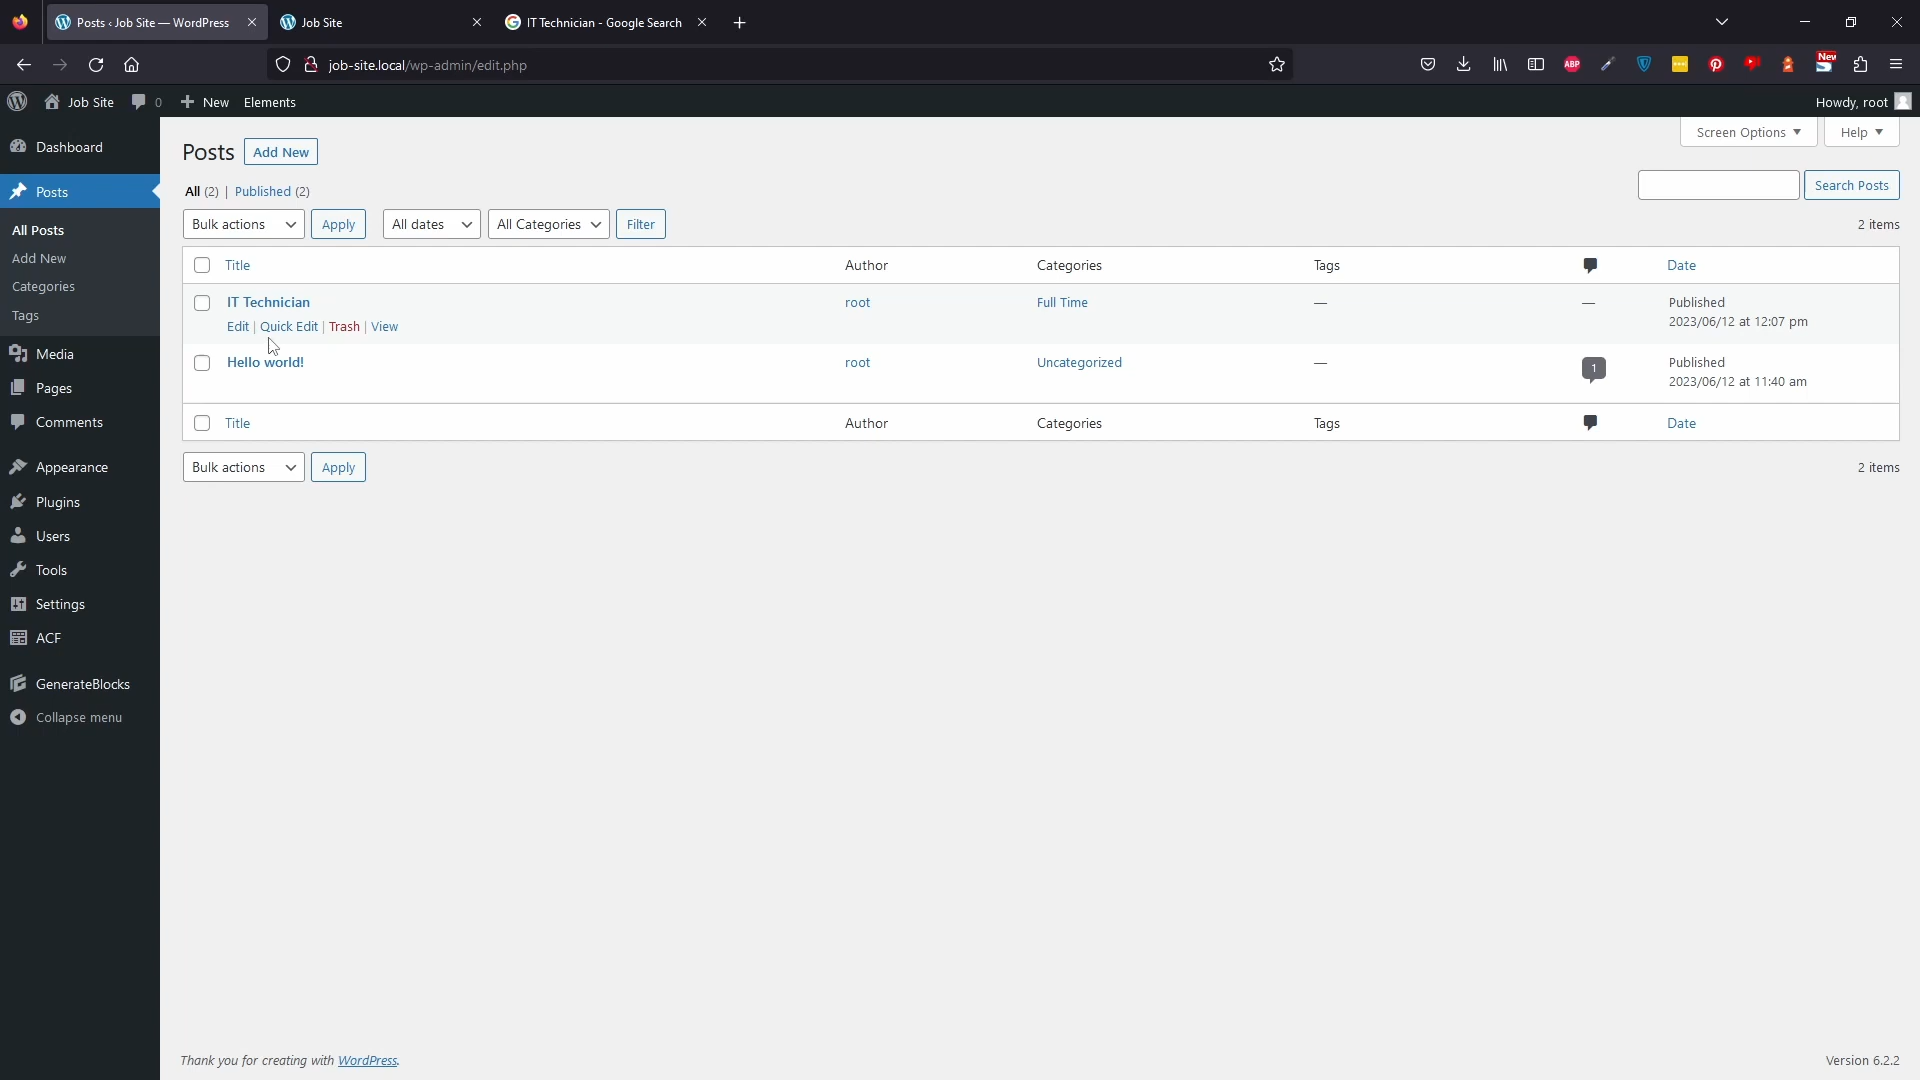 Posts ‹ Job Site — WordPress
Job Site
IT Technician - Google Search
job-site.local/wp-admin/edit.php
ABP
New
Job Site 0 New Elements
Howdy, root
Dashboard
Posts
All Posts
Add New
Categories
Tags
Media
Pages
Comments
Appearance
Plugins
Users
Tools
Settings
ACF
GenerateBlocks
Collapse menu
Screen Options
Help
Posts Add New
All (2) | Published (2)
Search Posts
Bulk actions Apply All dates All Categories Filter 2 items
Title Author Categories Tags Date
IT Technician root Full Time — — Published
2023/06/12 at 12:07 pm
Edit | Quick Edit | Trash | View
Hello world! root Uncategorized — 1 Published
2023/06/12 at 11:40 am
Title Author Categories Tags Date
Bulk actions Apply 2 items
Thank you for creating with WordPress.
Version 6.2.2